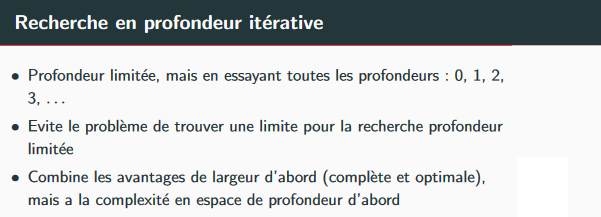 Recherche en profondeur itérative
• Profondeur limitée, mais en essayant toutes les profondeurs : 0, 1, 2,
3, . . .
• Evite le problème de trouver une limite pour la recherche profondeur
limitée
• Combine les avantages de largeur d'abord (complète et optimale),
mais a la complexité en espace de profondeur d'abord